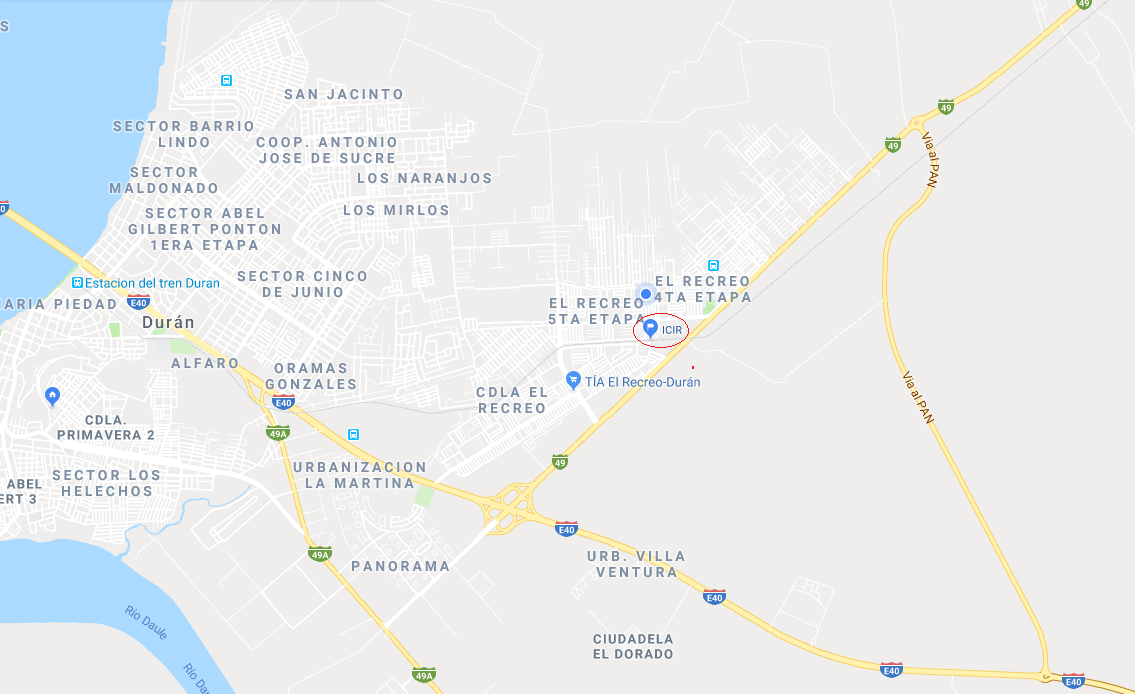 S
49
SAN JACINTO
49
SECTOR BARRIO
LINDO
Via al PAN
COOP. ANTONIO
JOSE DE SUCRE
49
SECTOR
MALDONADO
LOS NARANJOS
0
SECTOR ABEL
GILBERT PONTON
1ERA ETAPA
LOS MIRLOS
SECTOR CINCO
DE JUNIO
Estacion del tren Duran
EL RECREO
4TA ETAPA
ARIA PIEDAD
E40
EL RECREO
5TA ETAPA
Durán
ICIR
ALFARO
ORAMAS
GONZALES
TÍA El Recreo-Durán
CDLA EL
RECREO
Via al PAN
E40
CDLA.
PRIMAVERA 2
49A
49
URBANIZACION
LA MARTINA
SECTOR LOS
HELECHOS
ABEL
ERT 3
E40
49A
PANORAMA
URB. VILLA
VENTURA
E40
Río Daule
CIUDADELA
EL DORADO
49A
Río Dau
E40
E40